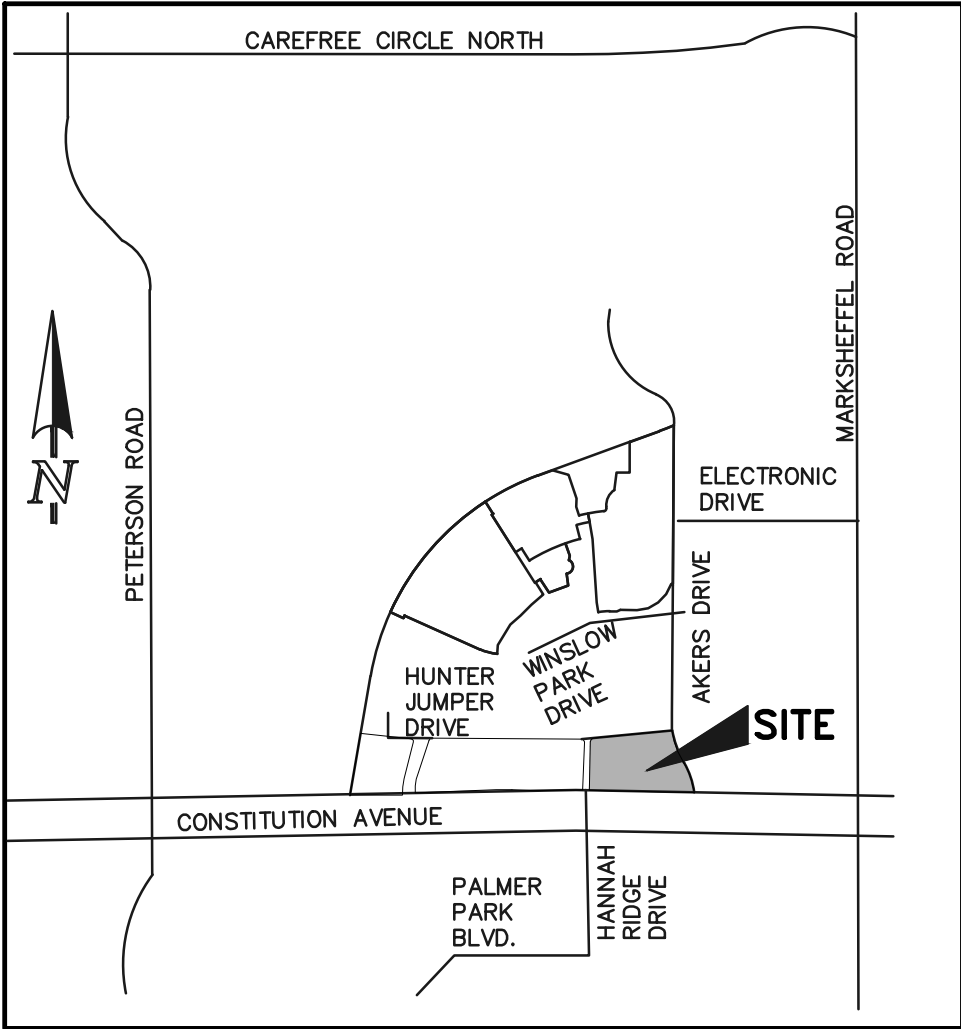 CAREFREE CIRCLE NORTH
MARKSHEFFEL ROAD
PETERSON ROAD
N
ELECTRONIC
DRIVE
AKERS DRIVE
WINSLOW
PARK
DRIVE
HUNTER
JUMPER
DRIVE
SITE
CONSTITUTION AVENUE
PALMER
PARK
BLVD.
HANNAH
RIDGE
DRIVE